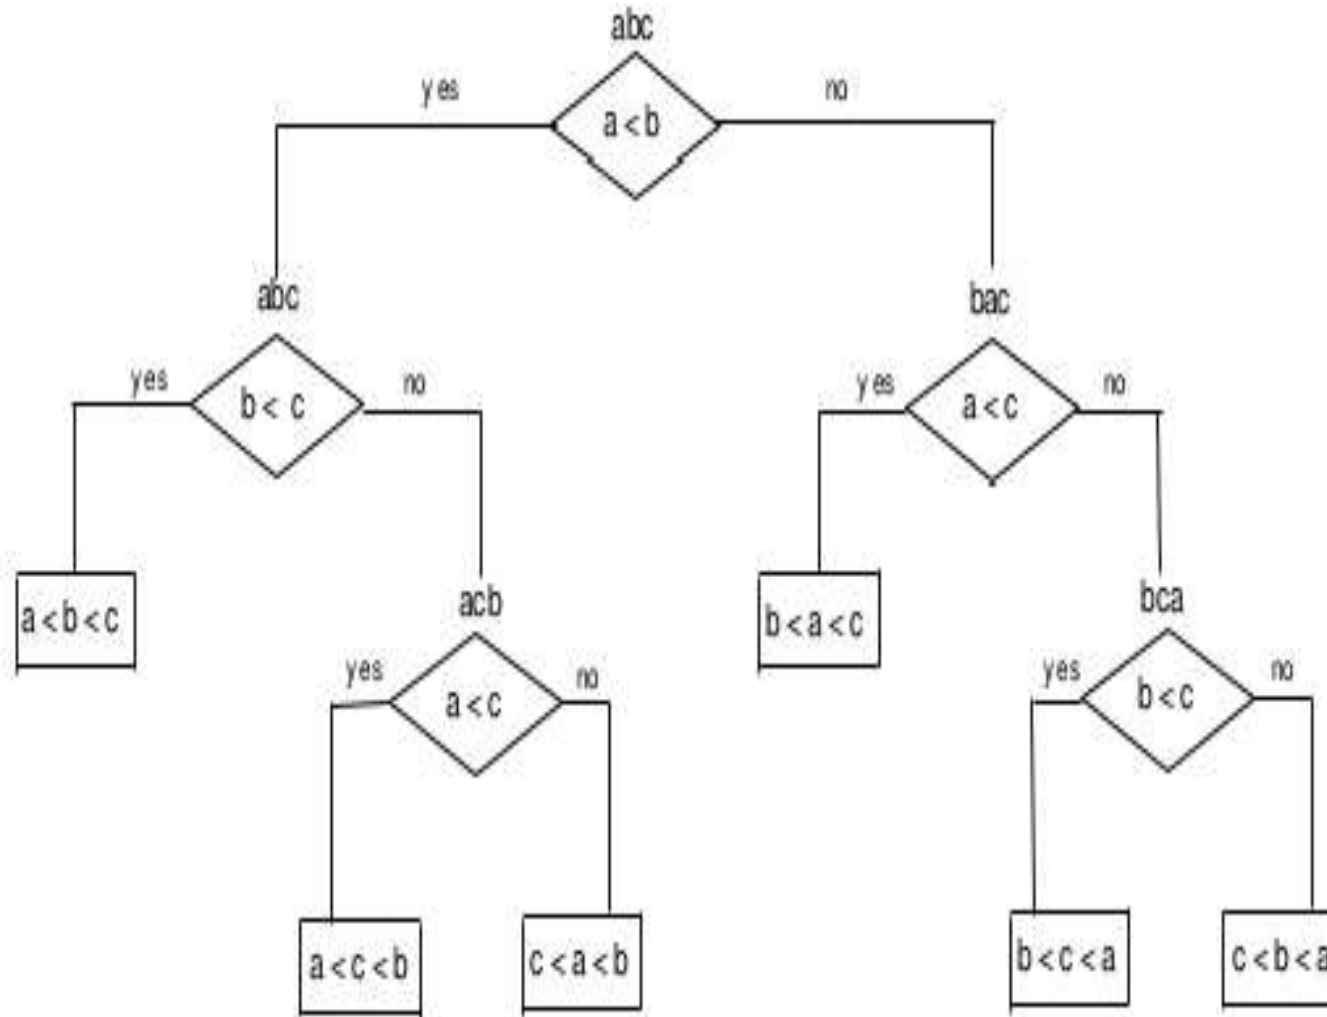 abc
yes
no
a < b
abc
bac
yes
no
yes
no
b < c
a < c
a < b < c
acb
b < a < c
bca
yes
no
yes
no
a < c
b < c
a < c < b
c < a < b
b < c < a
c < b < a